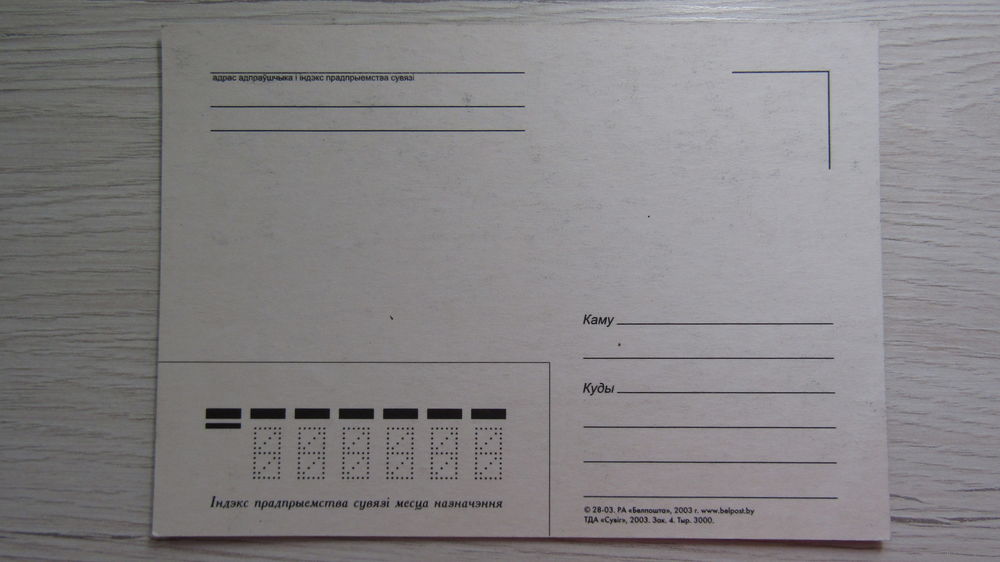 адрас адпраўшчыка і індэкс прадпрыемства сувязі
Каму
Куды
Індэкс прадпрыемства сувязі месца назначэння
© 28-03. РА «Белпошта», 2003 г. www.belpost.by
ТДА «Сувіг», 2003. Зак. 4. Тыр. 3000.